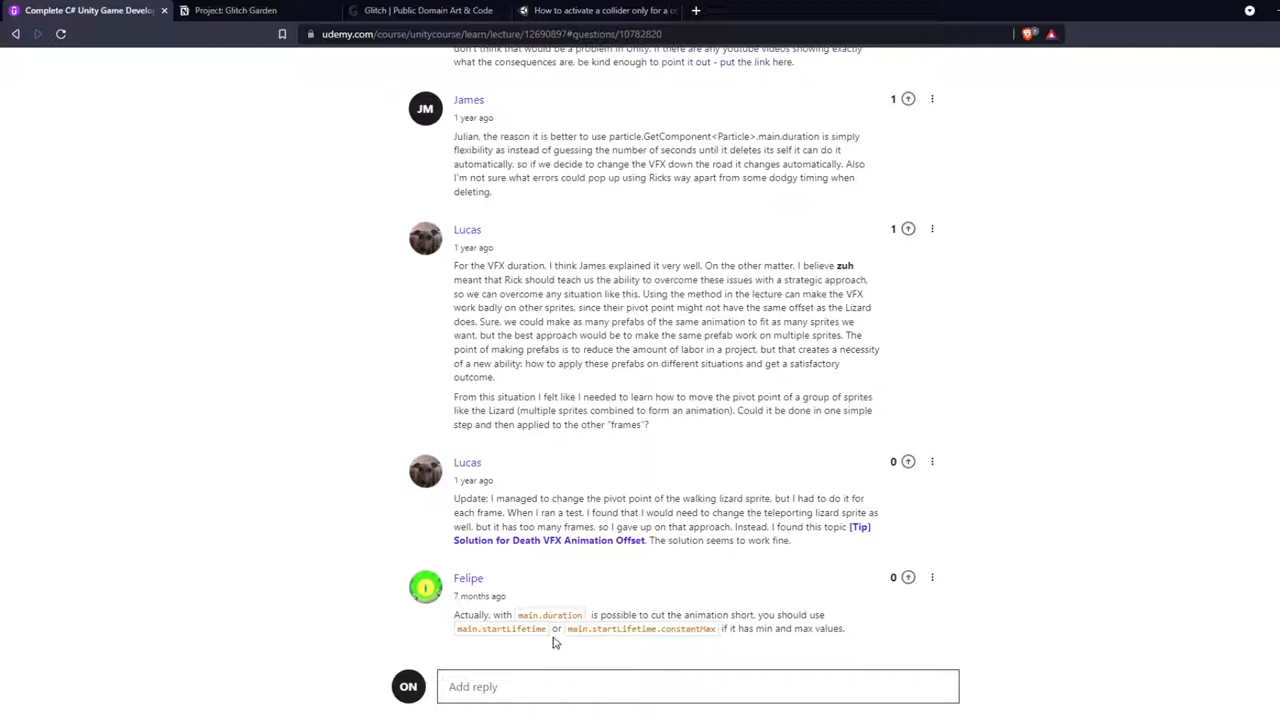 Complete C# Unity Game Develop
Project: Glitch Garden
Glitch | Public Domain Art & Code
How to activate a collider only for a c
udemy.com/course/unitycourse/learn/lecture/12690897#questions/10782820
don't think that would be a problem in Unity. If there are any youtube videos showing exactly
what the consequences are, be kind enough to point it out - put the link here.
JM
James
1
1 year ago
Julian, the reason it is better to use particle.GetComponent<Particle>.main.duration is simply
flexibility as instead of guessing the number of seconds until it deletes its self it can do it
automatically. so if we decide to change the VFX down the road it changes automatically. Also
I'm not sure what errors could pop up using Ricks way apart from some dodgy timing when
deleting.
Lucas
1
1 year ago
For the VFX duration, I think James explained it very well. On the other matter, I believe zuh
meant that Rick should teach us the ability to overcome these issues with a strategic approach,
so we can overcome any situation like this. Using the method in the lecture can make the VFX
work badly on other sprites, since their pivot point might not have the same offset as the Lizard
does. Sure, we could make as many prefabs of the same animation to fit as many sprites we
want, but the best approach would be to make the same prefab work on multiple sprites. The
point of making prefabs is to reduce the amount of labor in a project, but that creates a necessity
of a new ability: how to apply these prefabs on different situations and get a satisfactory
outcome.
From this situation I felt like I needed to learn how to move the pivot point of a group of sprites
like the Lizard (multiple sprites combined to form an animation). Could it be done in one simple
step and then applied to the other "frames"?
Lucas
0
1 year ago
Update: I managed to change the pivot point of the walking lizard sprite, but I had to do it for
each frame. When I ran a test, I found that I would need to change the teleporting lizard sprite as
well, but it has too many frames, so I gave up on that approach. Instead, I found this topic [Tip]
Solution for Death VFX Animation Offset. The solution seems to work fine.
Felipe
0
7 months ago
Actually, with main.duration is possible to cut the animation short, you should use
main.startLifetime or main.startLifetime.constantMax if it has min and max values.
ON
Add reply